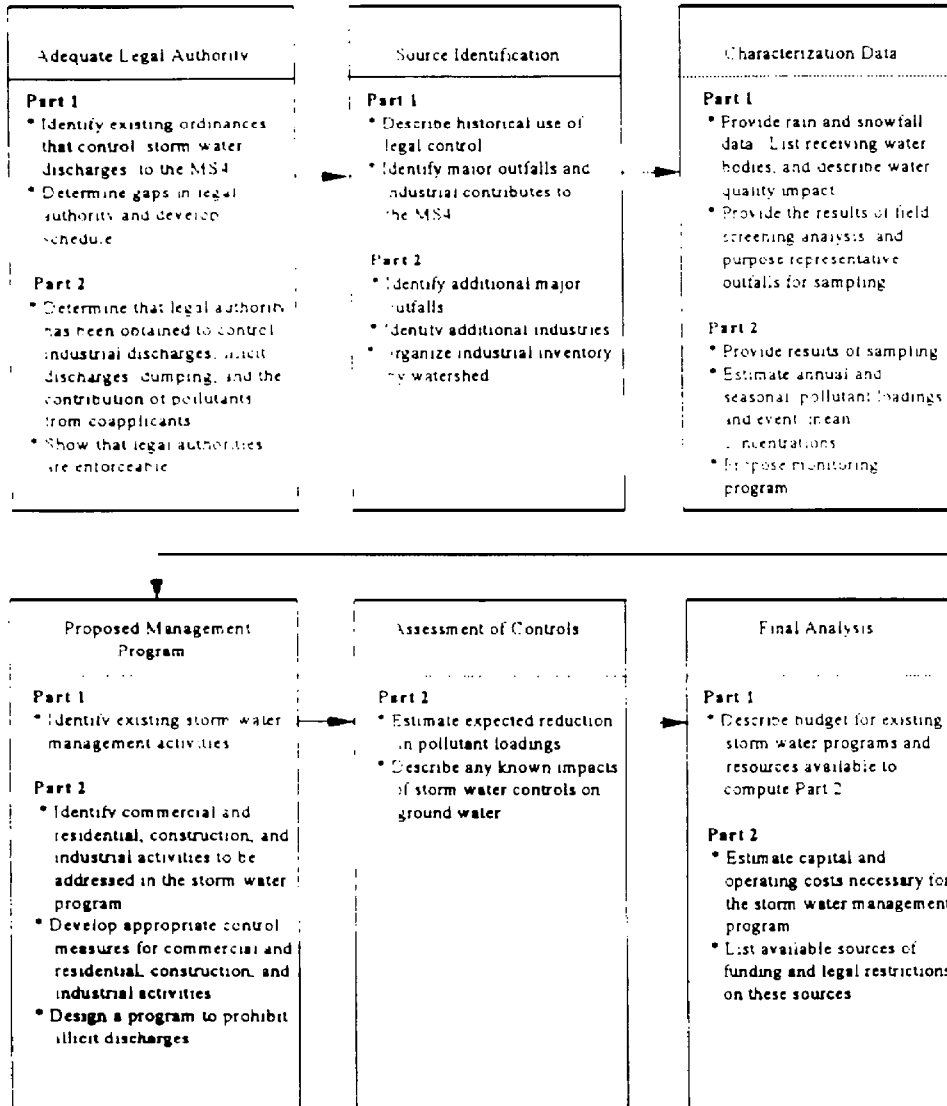 Adequate Legal Authority
Part 1
* Identify existing ordinances
that control storm water
discharges to the MS4
* Determine gaps in legal
authority and develop
schedule
Part 2
* Determine that legal authority
has been obtained to control
industrial discharges, illicit
discharges, dumping, and the
contribution of pollutants
from coapplicants
* Show that legal authorities
are enforceable
Source Identification
Part 1
* Describe historical use of
legal control
* Identify major outfalls and
industrial contributes to
the MS4
Part 2
* Identify additional major
outfalls
* Identify additional industries
* Organize industrial inventory
by watershed
Characterization Data
Part 1
* Provide rain and snowfall
data. List receiving water
bodies, and describe water
quality impact
* Provide the results of field
screening analysis and
purpose representative
outfalls for sampling
Part 2
* Provide results of sampling
* Estimate annual and
seasonal pollutant loadings
and event mean
concentrations
* Propose monitoring
program
Proposed Management
Program
Part 1
* Identify existing storm water
management activities
Part 2
* Identify commercial and
residential, construction, and
industrial activities to be
addressed in the storm water
program
* Develop appropriate control
measures for commercial and
residential, construction, and
industrial activities
* Design a program to prohibit
illicit discharges
Assessment of Controls
Part 2
* Estimate expected reduction
in pollutant loadings
* Describe any known impacts
of storm water controls on
ground water
Final Analysis
Part 1
* Describe budget for existing
storm water programs and
resources available to
compute Part 2
Part 2
* Estimate capital and
operating costs necessary for
the storm water management
program
* List available sources of
funding and legal restrictions
on these sources